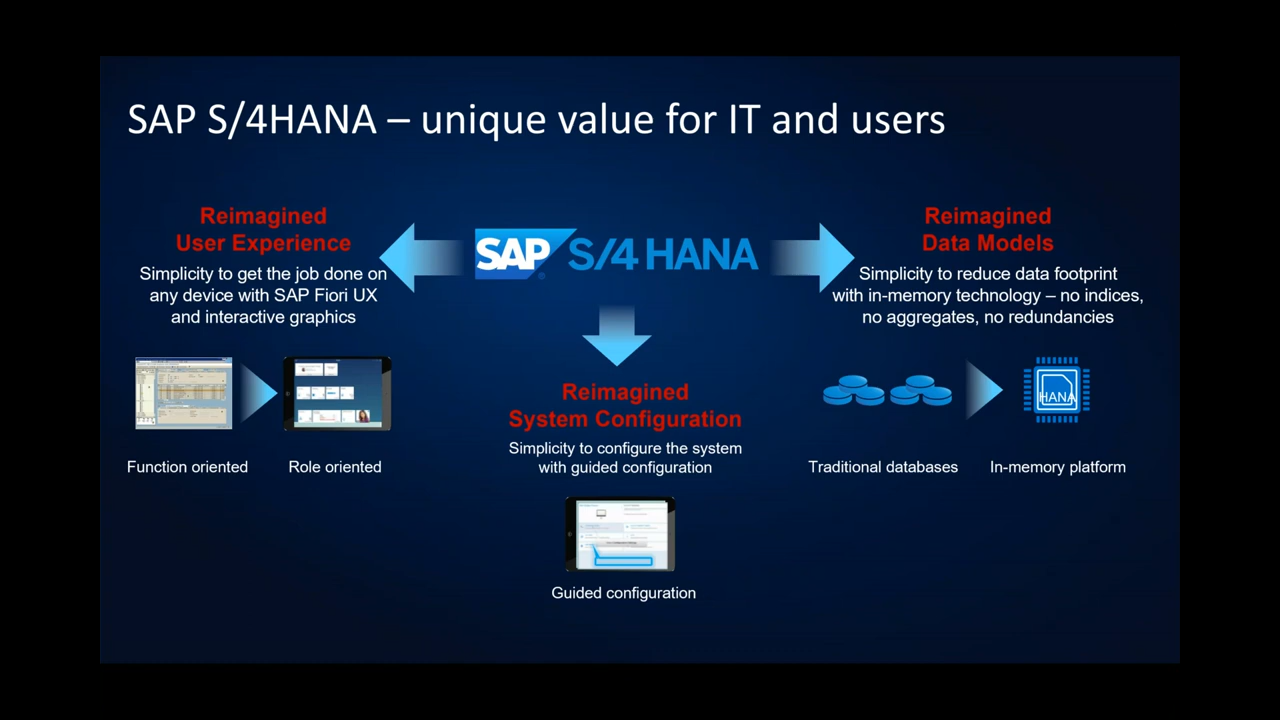 SAP S/4HANA – unique value for IT and users
Reimagined
User Experience
Simplicity to get the job done on
any device with SAP Fiori UX
and interactive graphics
Function oriented
Role oriented
SAP S/4 HANA
Reimagined
System Configuration
Simplicity to configure the system
with guided configuration
Guided configuration
Reimagined
Data Models
Simplicity to reduce data footprint
with in-memory technology – no indices,
no aggregates, no redundancies
HANA
Traditional databases
In-memory platform